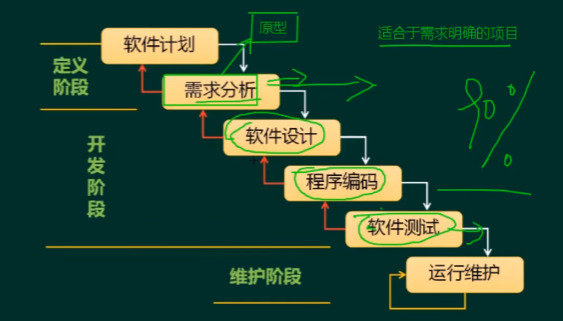 软件计划
原型
适合于需求明确的项目
定义
阶段
需求分析
90%
软件设计
开
发
阶
段
程序编码
软件测试
维护阶段
运行维护